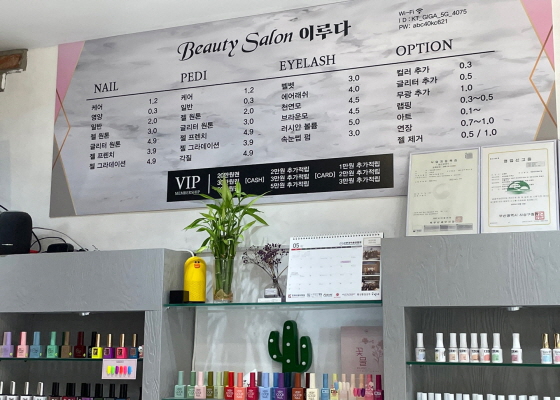 Beauty Salon 이루다
Wi-Fi
ID : KT_GIGA_5G_4075
PW: abc40kc621
NAIL
케어 1,2
영양 0,3
일반 2,0
젤 원톤 3,0
글리터 원톤 4,9
젤 프렌치 4,9
젤 그라데이션 4.9
PEDI
케어 1,2
일반 0,3
젤 원톤 2,0
글리터 원톤 3,0
젤 프렌치 4,9
젤 그라데이션 3,9
각질 4.9
EYELASH
벨벳 3,0
에어래쉬 4,0
천연모 4,5
브라운모 4,5
러시안 볼륨 5,0
속눈썹 펌 3,0
OPTION
컬러 추가 0,3
글리터 추가 0,5
무광 추가 1,0
랩핑 0,3~0,5
아트 0,1~
연장 0,7~1,0
젤 제거 0,5 / 1,0
VIP
MEMBERSHIP
20만원권
[CASH]
2만원 추가적립
3만원 추가적립
5만원 추가적립
[CARD]
1만원 추가적립
2만원 추가적립
3만원 추가적립
05